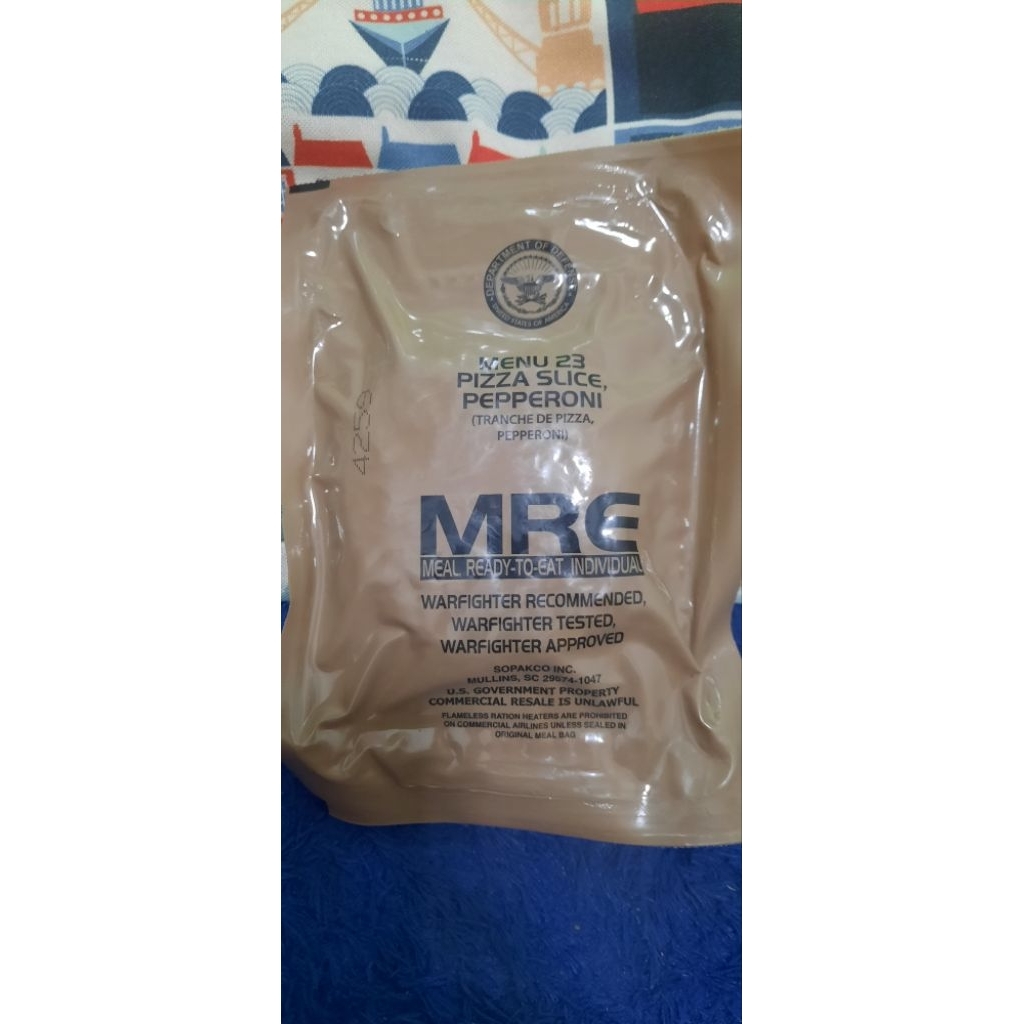 DEPARTMENT OF DEFENSE
UNITED STATES OF AMERICA
MENU 23
PIZZA SLICE,
PEPPERONI
(TRANCHE DE PIZZA,
PEPPERONI)
4259
MRE
MEAL, READY-TO-EAT, INDIVIDUAL
WARFIGHTER RECOMMENDED,
WARFIGHTER TESTED,
WARFIGHTER APPROVED
SOPAKCO INC.
MULLINS, SC 29574-1047
U.S. GOVERNMENT PROPERTY
COMMERCIAL RESALE IS UNLAWFUL
FLAMELESS RATION HEATERS ARE PROHIBITED
ON COMMERCIAL AIRLINES UNLESS SEALED IN
ORIGINAL MEAL BAG